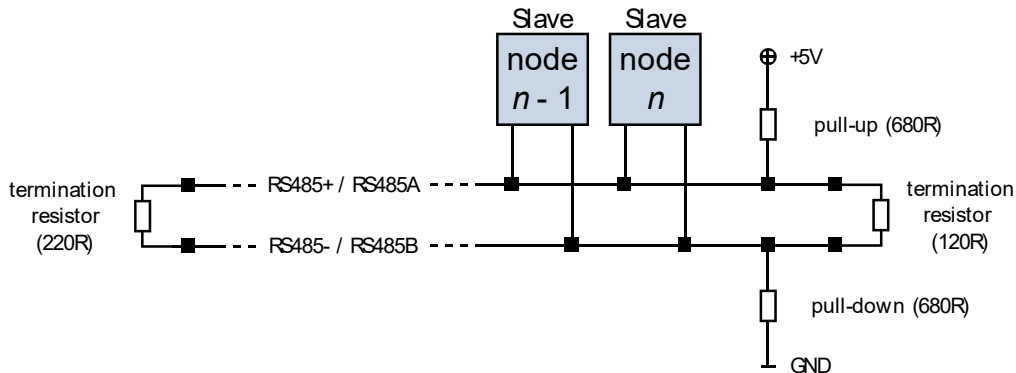 Slave
Slave
node
n - 1
node
n
+5V
pull-up (680R)
termination
resistor
(220R)
RS485+ / RS485A
RS485- / RS485B
termination
resistor
(120R)
pull-down (680R)
GND